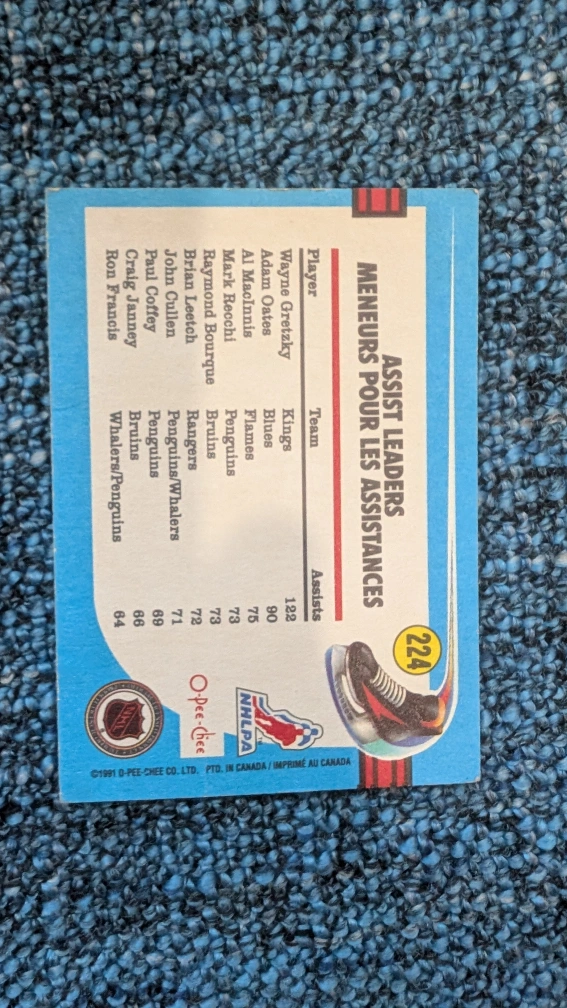 224
ASSIST LEADERS
MENEURS POUR LES ASSISTANCES
Player Team Assists
Wayne Gretzky Kings 122
Adam Oates Blues 90
Al MacInnis Flames 75
Mark Recchi Penguins 73
Raymond Bourque Bruins 73
Brian Leetch Rangers 72
John Cullen Penguins/Whalers 71
Paul Coffey Penguins 69
Craig Janney Bruins 66
Ron Francis Whalers/Penguins 64
NHLPA
O-Pee-Chee
NHL
©1991 O-PEE-CHEE CO. LTD. PTD. IN CANADA / IMPRIMÉ AU CANADA